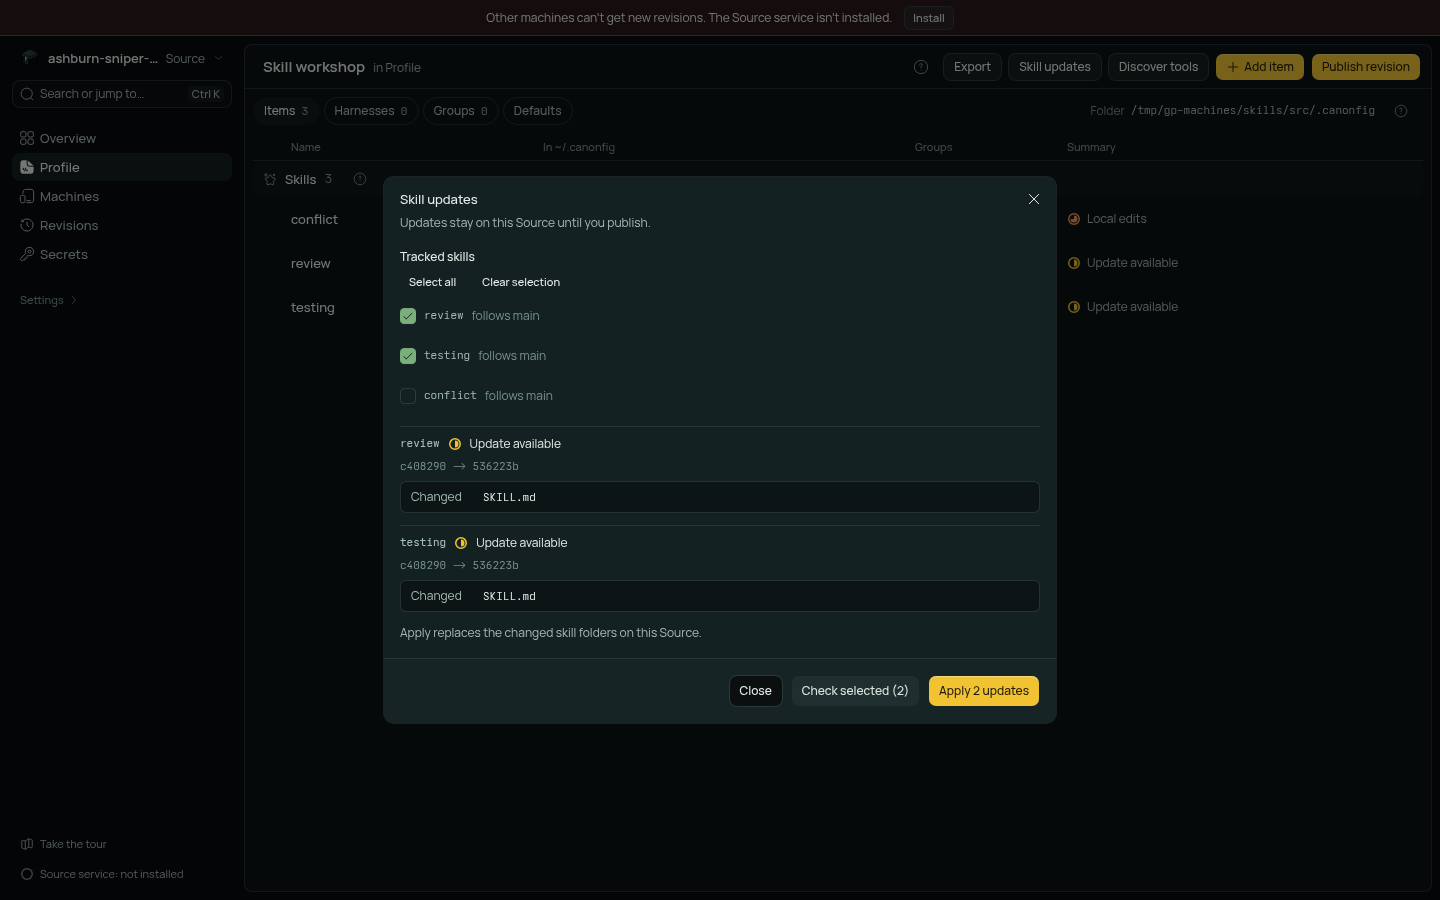 Other machines can't get new revisions. The Source service isn't installed. Install
ashburn-sniper-... Source
Search or jump to... Ctrl K
Overview
Profile
Machines
Revisions
Secrets
Settings
Take the tour
Source service: not installed
Skill workshop in Profile
Export Skill updates Discover tools Add item Publish revision
Items 3 Harnesses 0 Groups 0 Defaults
Folder /tmp/gp-machines/skills/src/.canonfig
Name In ~/.canonfig Groups Summary
Skills 3
conflict Local edits
review Update available
testing Update available
Skill updates
Updates stay on this Source until you publish.
Tracked skills
Select all Clear selection
review follows main
testing follows main
conflict follows main
review Update available
c408290 → 536223b
Changed SKILL.md
testing Update available
c408290 → 536223b
Changed SKILL.md
Apply replaces the changed skill folders on this Source.
Close Check selected (2) Apply 2 updates